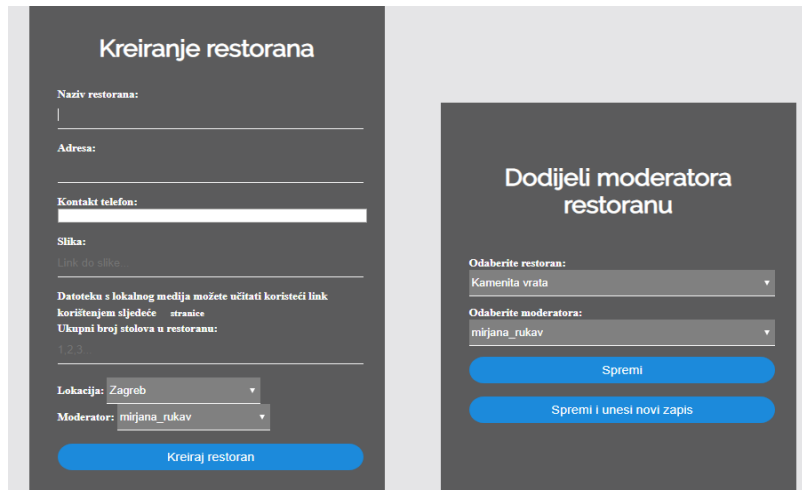 Kreiranje restorana
Naziv restorana:
Adresa:
Kontakt telefon:
Slika:
Link do slike...
Datoteku s lokalnog medija možete učitati koristeći link
korištenjem sljedeće stranice
Ukupni broj stolova u restoranu:
1,2,3...
Lokacija: Zagreb
Moderator: mirjana_rukav
Kreiraj restoran
Dodijeli moderatora
restoranu
Odaberite restoran:
Kamenita vrata
Odaberite moderatora:
mirjana_rukav
Spremi
Spremi i unesi novi zapis